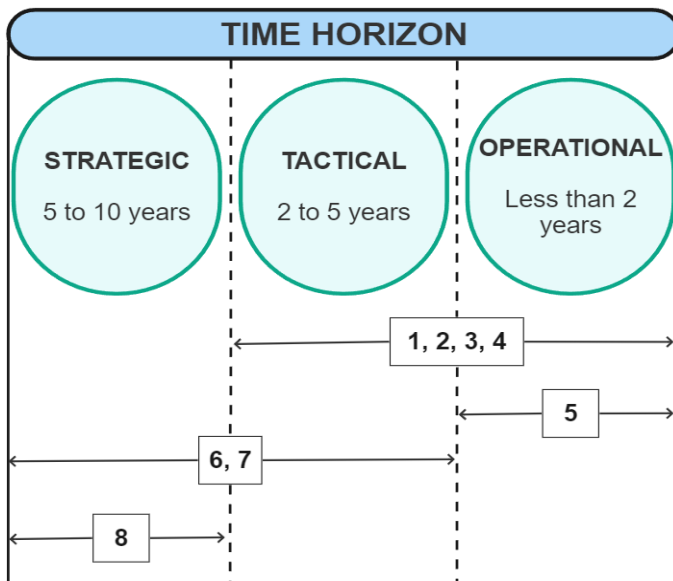 TIME HORIZON
STRATEGIC
5 to 10 years
TACTICAL
2 to 5 years
OPERATIONAL
Less than 2
years
1, 2, 3, 4
5
6, 7
8